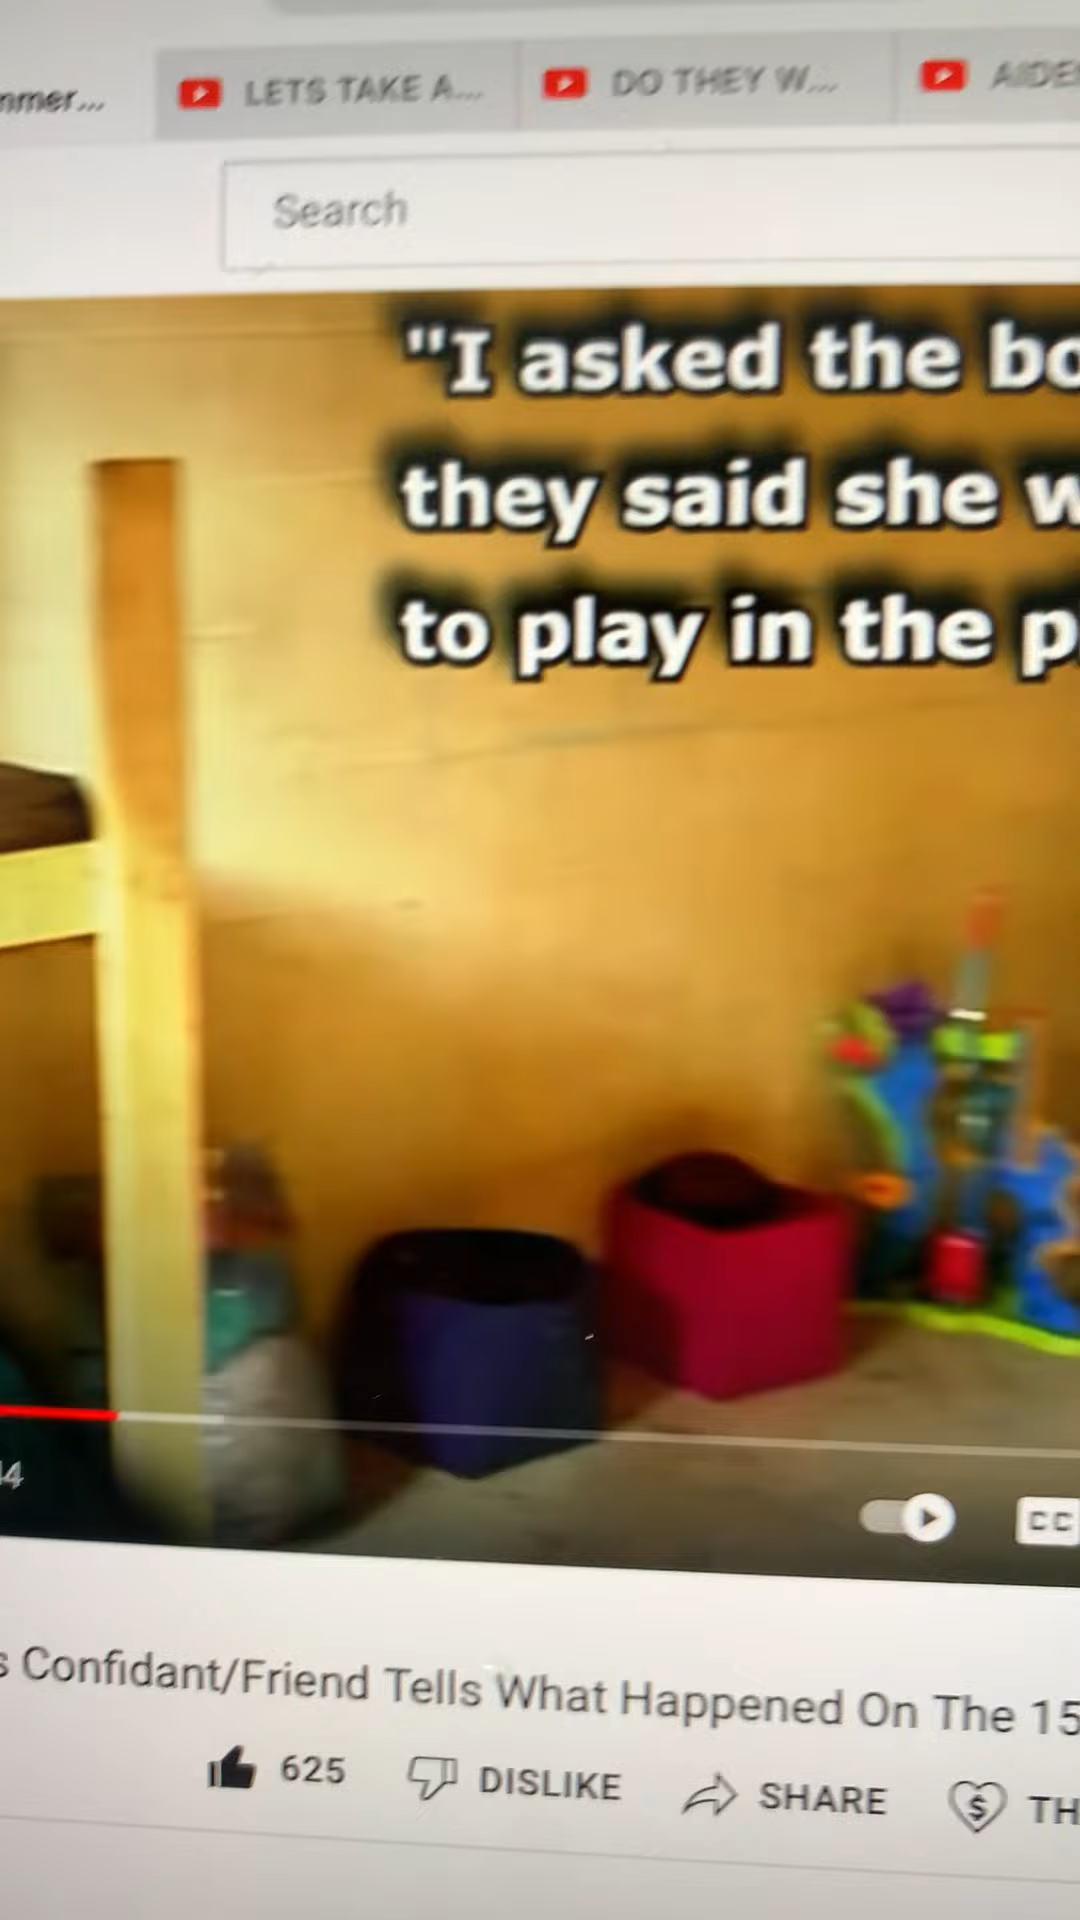 nmer...
LETS TAKE A...
DO THEY W...
AIDE
Search
"I asked the bo
they said she w
to play in the p
4
s Confidant/Friend Tells What Happened On The 15
625
DISLIKE
SHARE
TH
CC